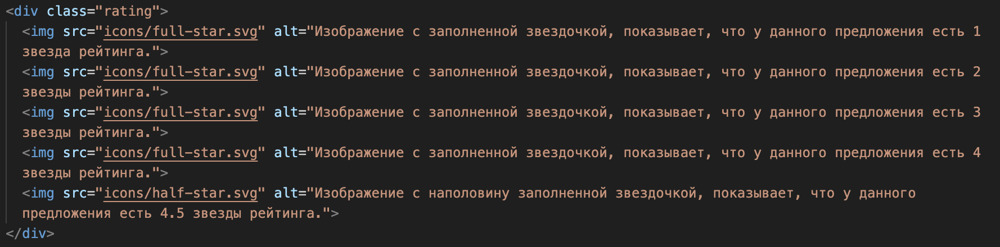 <div class="rating">
<img src="icons/full-star.svg" alt="Изображение с заполненной звездочкой, показывает, что у данного предложения есть 1
звезда рейтинга.">
<img src="icons/full-star.svg" alt="Изображение с заполненной звездочкой, показывает, что у данного предложения есть 2
звезды рейтинга.">
<img src="icons/full-star.svg" alt="Изображение с заполненной звездочкой, показывает, что у данного предложения есть 3
звезды рейтинга.">
<img src="icons/full-star.svg" alt="Изображение с заполненной звездочкой, показывает, что у данного предложения есть 4
звезды рейтинга.">
<img src="icons/half-star.svg" alt="Изображение с наполовину заполненной звездочкой, показывает, что у данного
предложения есть 4.5 звезды рейтинга.">
</div>